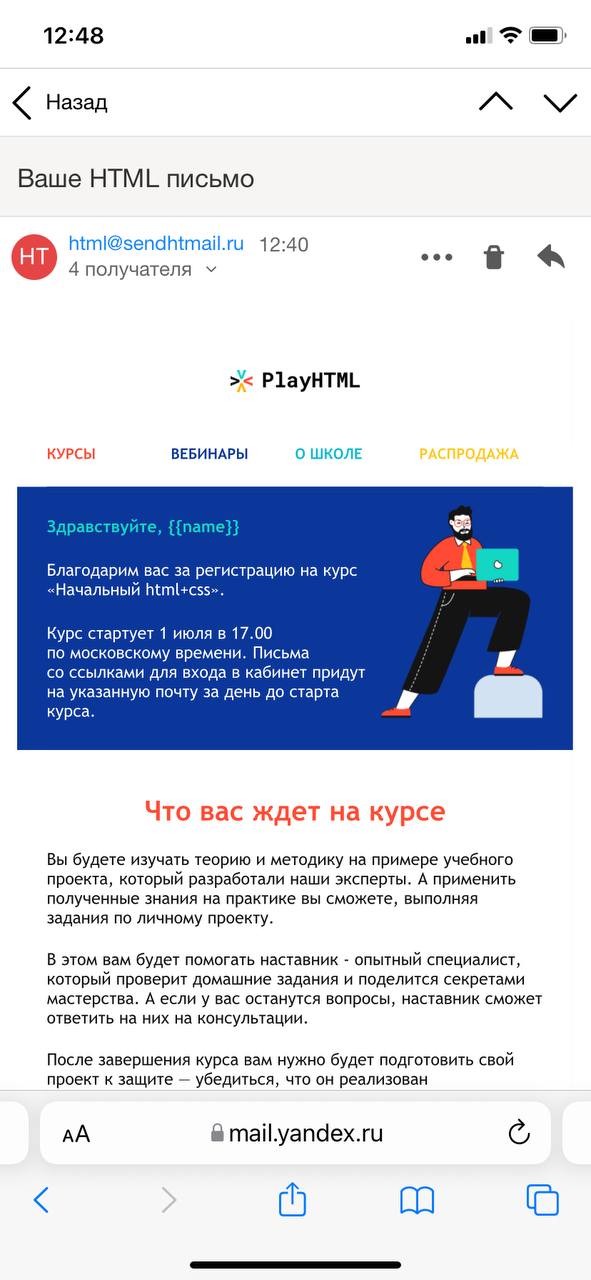 12:48
Назад
Ваше HTML письмо
HT
html@sendhtmail.ru 12:40
4 получателя
PlayHTML
КУРСЫ ВЕБИНАРЫ О ШКОЛЕ РАСПРОДАЖА
Здравствуйте, {{name}}
Благодарим вас за регистрацию на курс
«Начальный html+css».
Курс стартует 1 июля в 17.00
по московскому времени. Письма
со ссылками для входа в кабинет придут
на указанную почту за день до старта
курса.
Что вас ждет на курсе
Вы будете изучать теорию и методику на примере учебного
проекта, который разработали наши эксперты. А применить
полученные знания на практике вы сможете, выполняя
задания по личному проекту.
В этом вам будет помогать наставник - опытный специалист,
который проверит домашние задания и поделится секретами
мастерства. А если у вас останутся вопросы, наставник сможет
ответить на них на консультации.
После завершения курса вам нужно будет подготовить свой
проект к защите — убедиться, что он реализован
AA mail.yandex.ru